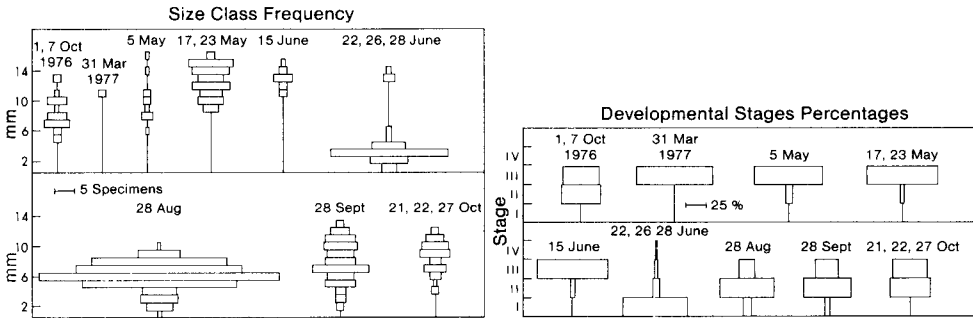 Size Class Frequency
1, 7 Oct
1976
31 Mar
1977
5 May
17, 23 May
15 June
22, 26, 28 June
mm
14
10
6
2
5 Specimens
28 Aug
28 Sept
21, 22, 27 Oct
mm
14
10
6
2
Developmental Stages Percentages
Stage
1, 7 Oct
1976
31 Mar
1977
5 May
17, 23 May
IV
III
II
I
25 %
15 June
22, 26 28 June
28 Aug
28 Sept
21, 22, 27 Oct
IV
III
II
I